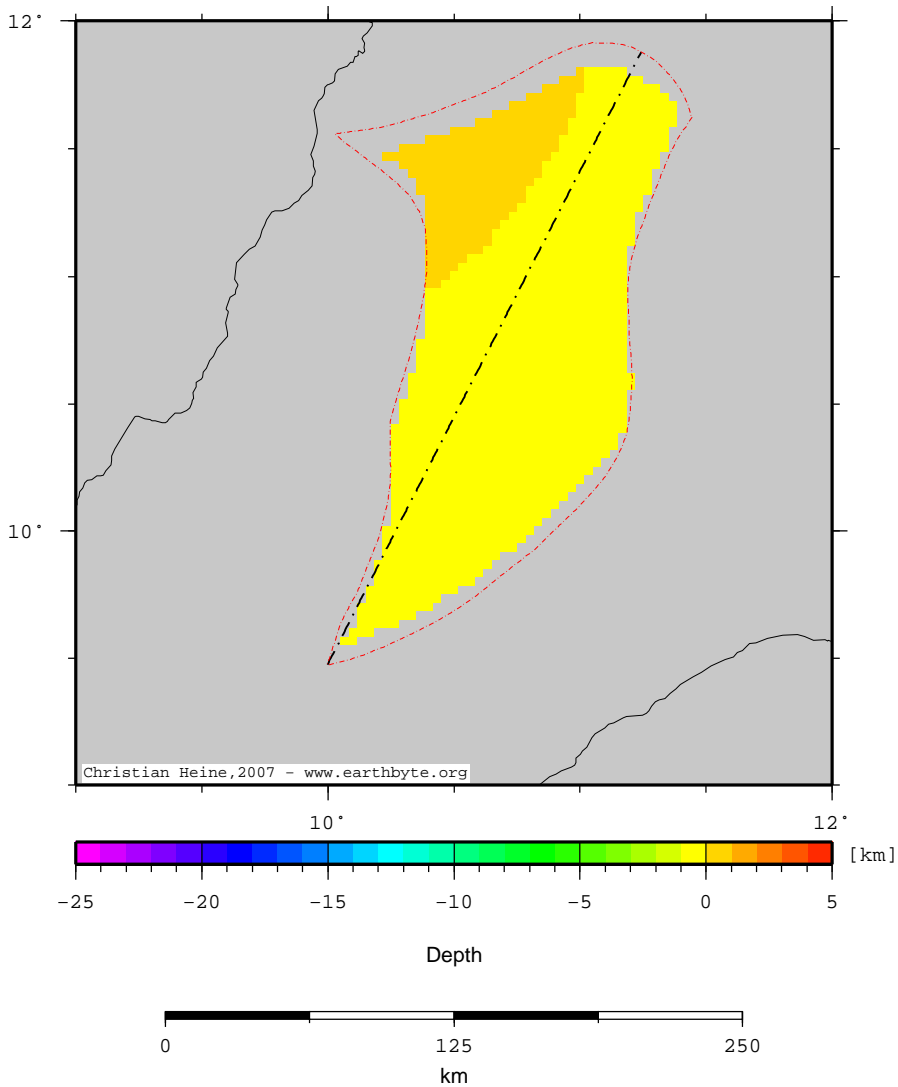 12°
10°
Christian Heine,2007 - www.earthbyte.org
10° 12°
[km]
-25 -20 -15 -10 -5 0 5
Depth
0 125 250
km